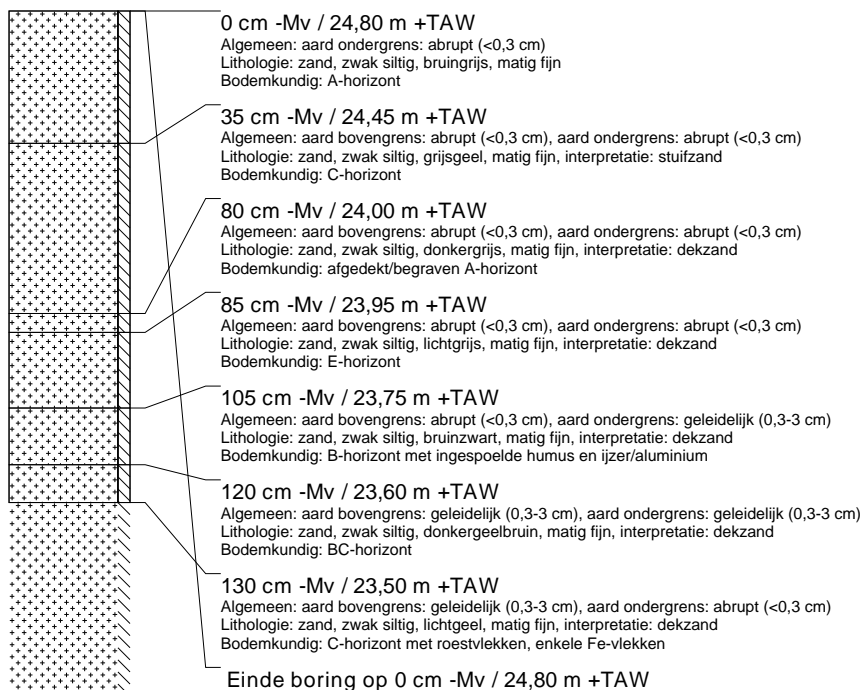 0 cm -Mv / 24,80 m +TAW
Algemeen: aard ondergrens: abrupt (<0,3 cm)
Lithologie: zand, zwak siltig, bruingrijs, matig fijn
Bodemkundig: A-horizont
35 cm -Mv / 24,45 m +TAW
Algemeen: aard bovengrens: abrupt (<0,3 cm), aard ondergrens: abrupt (<0,3 cm)
Lithologie: zand, zwak siltig, grijsgeel, matig fijn, interpretatie: stuifzand
Bodemkundig: C-horizont
80 cm -Mv / 24,00 m +TAW
Algemeen: aard bovengrens: abrupt (<0,3 cm), aard ondergrens: abrupt (<0,3 cm)
Lithologie: zand, zwak siltig, donkergrijs, matig fijn, interpretatie: dekzand
Bodemkundig: afgedekt/begraven A-horizont
85 cm -Mv / 23,95 m +TAW
Algemeen: aard bovengrens: abrupt (<0,3 cm), aard ondergrens: abrupt (<0,3 cm)
Lithologie: zand, zwak siltig, lichtgrijs, matig fijn, interpretatie: dekzand
Bodemkundig: E-horizont
105 cm -Mv / 23,75 m +TAW
Algemeen: aard bovengrens: abrupt (<0,3 cm), aard ondergrens: geleidelijk (0,3-3 cm)
Lithologie: zand, zwak siltig, bruinzwart, matig fijn, interpretatie: dekzand
Bodemkundig: B-horizont met ingespoelde humus en ijzer/aluminium
120 cm -Mv / 23,60 m +TAW
Algemeen: aard bovengrens: geleidelijk (0,3-3 cm), aard ondergrens: geleidelijk (0,3-3 cm)
Lithologie: zand, zwak siltig, donkergeelbruin, matig fijn, interpretatie: dekzand
Bodemkundig: BC-horizont
130 cm -Mv / 23,50 m +TAW
Algemeen: aard bovengrens: geleidelijk (0,3-3 cm), aard ondergrens: abrupt (<0,3 cm)
Lithologie: zand, zwak siltig, lichtgeel, matig fijn, interpretatie: dekzand
Bodemkundig: C-horizont met roestvlekken, enkele Fe-vlekken
Einde boring op 0 cm -Mv / 24,80 m +TAW